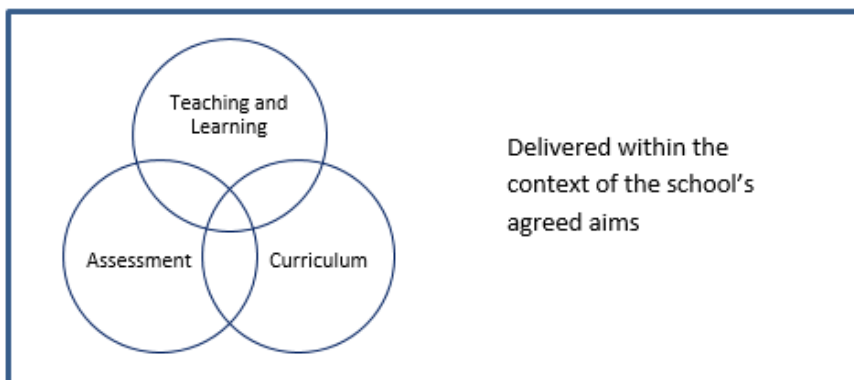 Teaching and
Learning
Assessment
Curriculum
Delivered within the
context of the school's
agreed aims